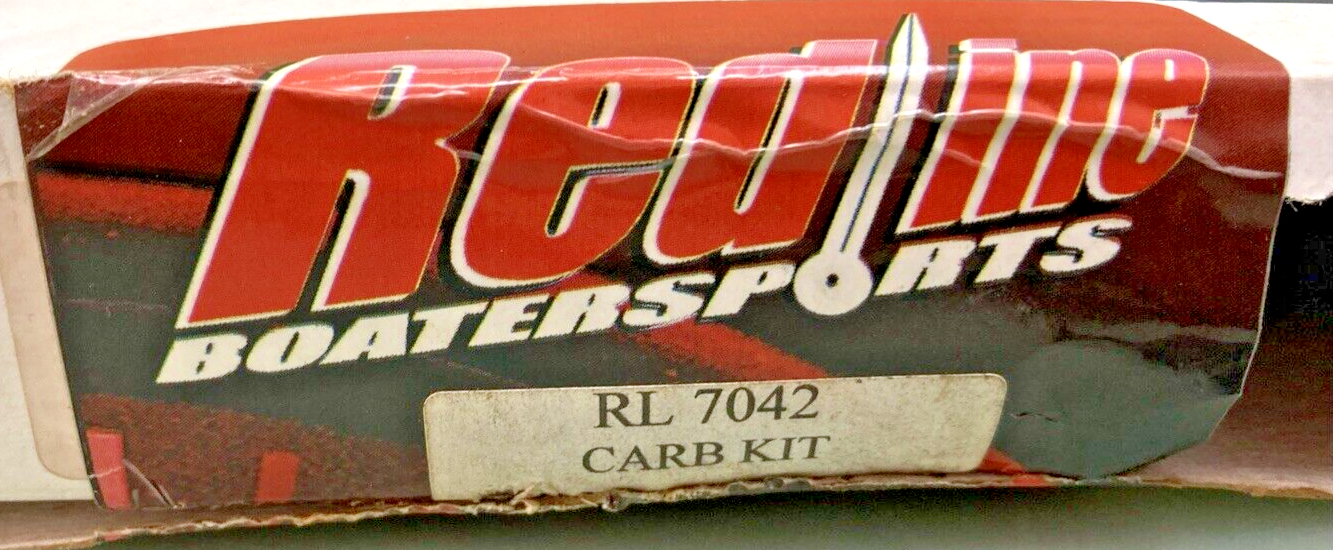 Redline
BOATERSPORTS
RL 7042
CARB KIT